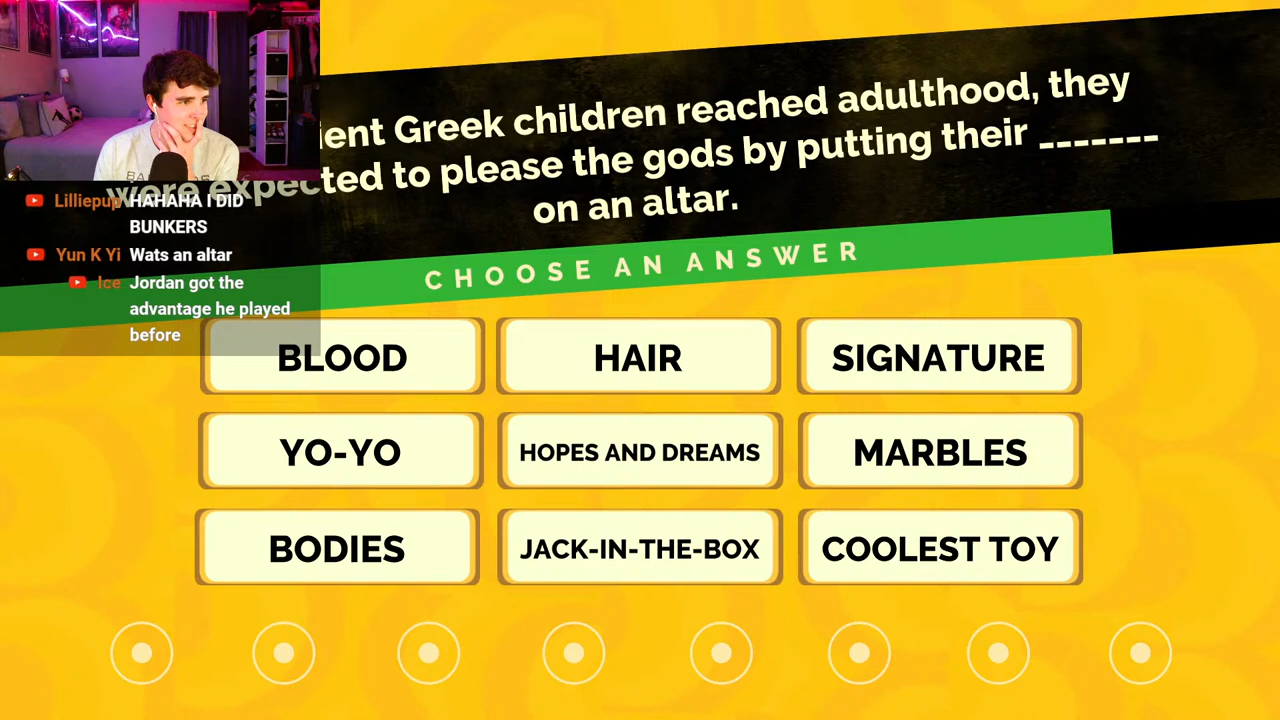 ient Greek children reached adulthood, they
were expected to please the gods by putting their _______
on an altar.
CHOOSE AN ANSWER
Lilliepup HAHAHA I DID
BUNKERS
Yun K Yi Wats an altar
Ice Jordan got the
advantage he played
before
BLOOD
HAIR
SIGNATURE
YO-YO
HOPES AND DREAMS
MARBLES
BODIES
JACK-IN-THE-BOX
COOLEST TOY